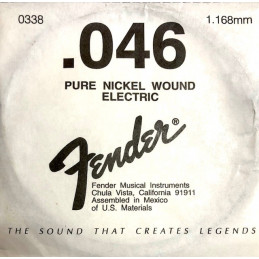 0338 1.168mm
.046
PURE NICKEL WOUND
ELECTRIC
Fender®
Fender Musical Instruments
Chula Vista, California 91911
Assembled in Mexico
of U.S. Materials
THE SOUND THAT CREATES LEGENDS